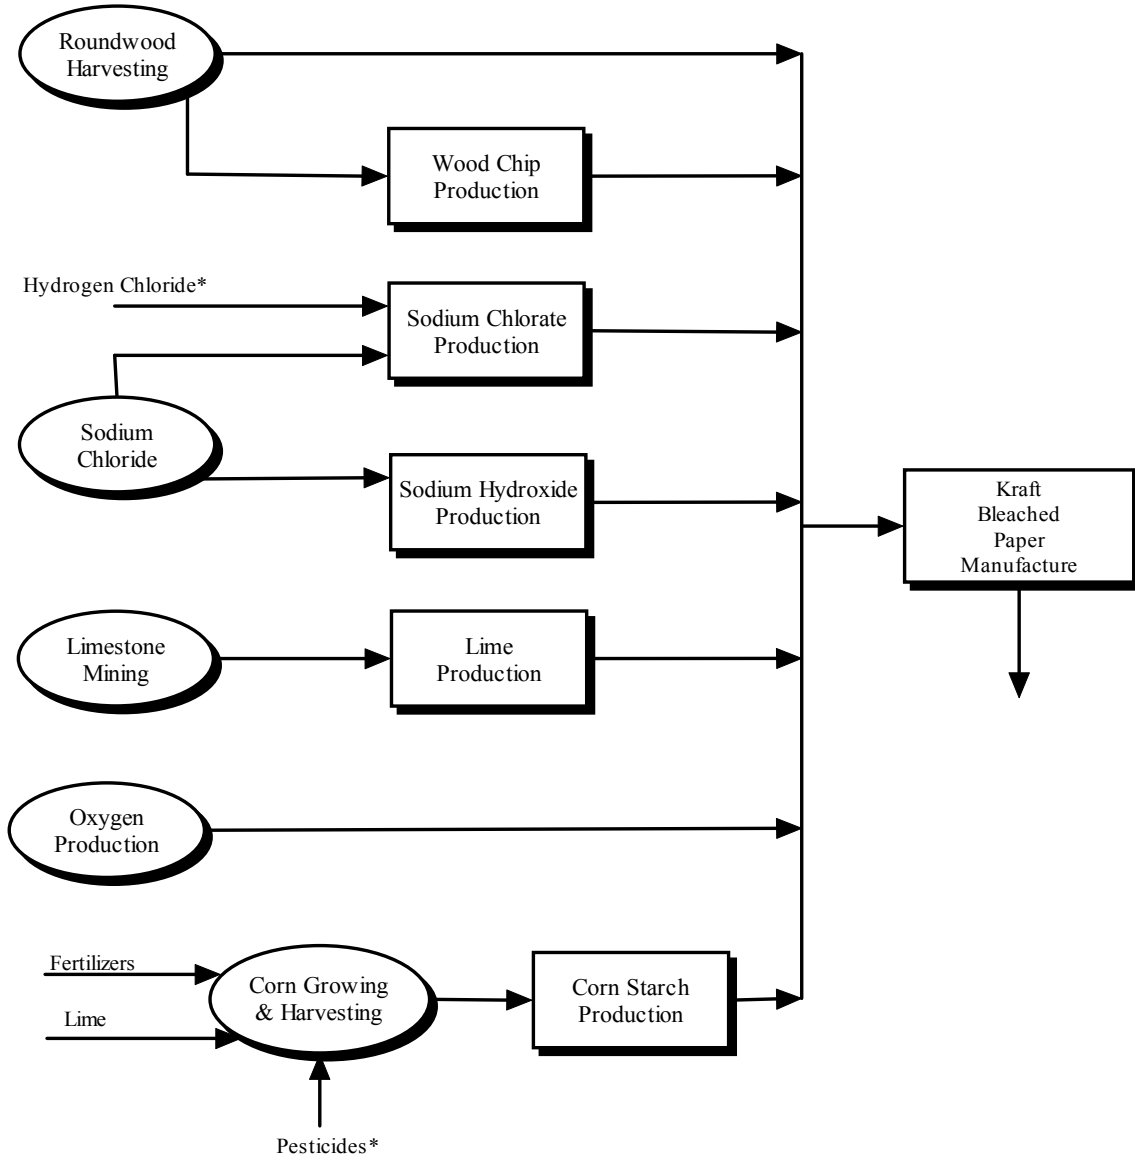 Roundwood
Harvesting
Wood Chip
Production
Hydrogen Chloride*
Sodium Chlorate
Production
Sodium
Chloride
Sodium Hydroxide
Production
Kraft
Bleached
Paper
Manufacture
Limestone
Mining
Lime
Production
Oxygen
Production
Fertilizers
Corn Growing
& Harvesting
Corn Starch
Production
Lime
Pesticides*